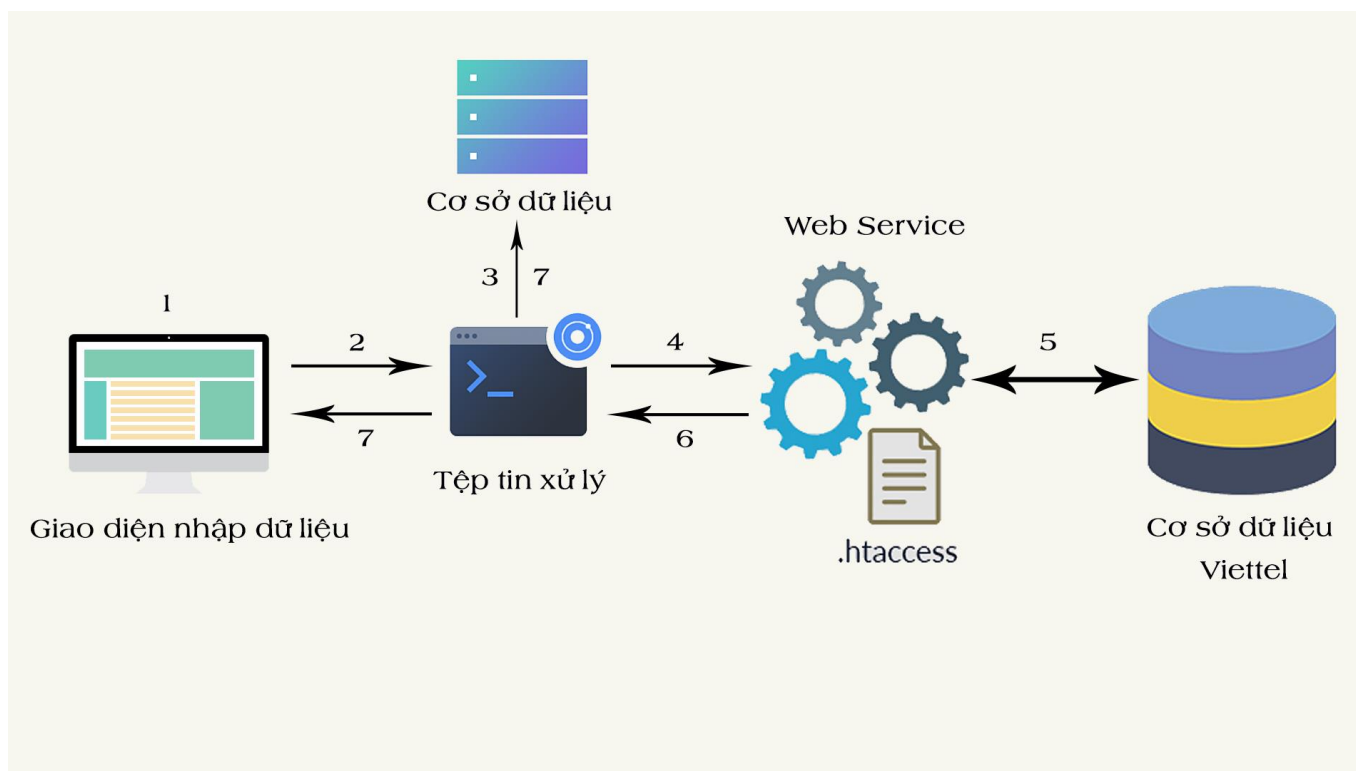 Cơ sở dữ liệu
Web Service
3 7
1
2
4
5
7
6
Tệp tin xử lý
Giao diện nhập dữ liệu
.htaccess
Cơ sở dữ liệu
Viettel